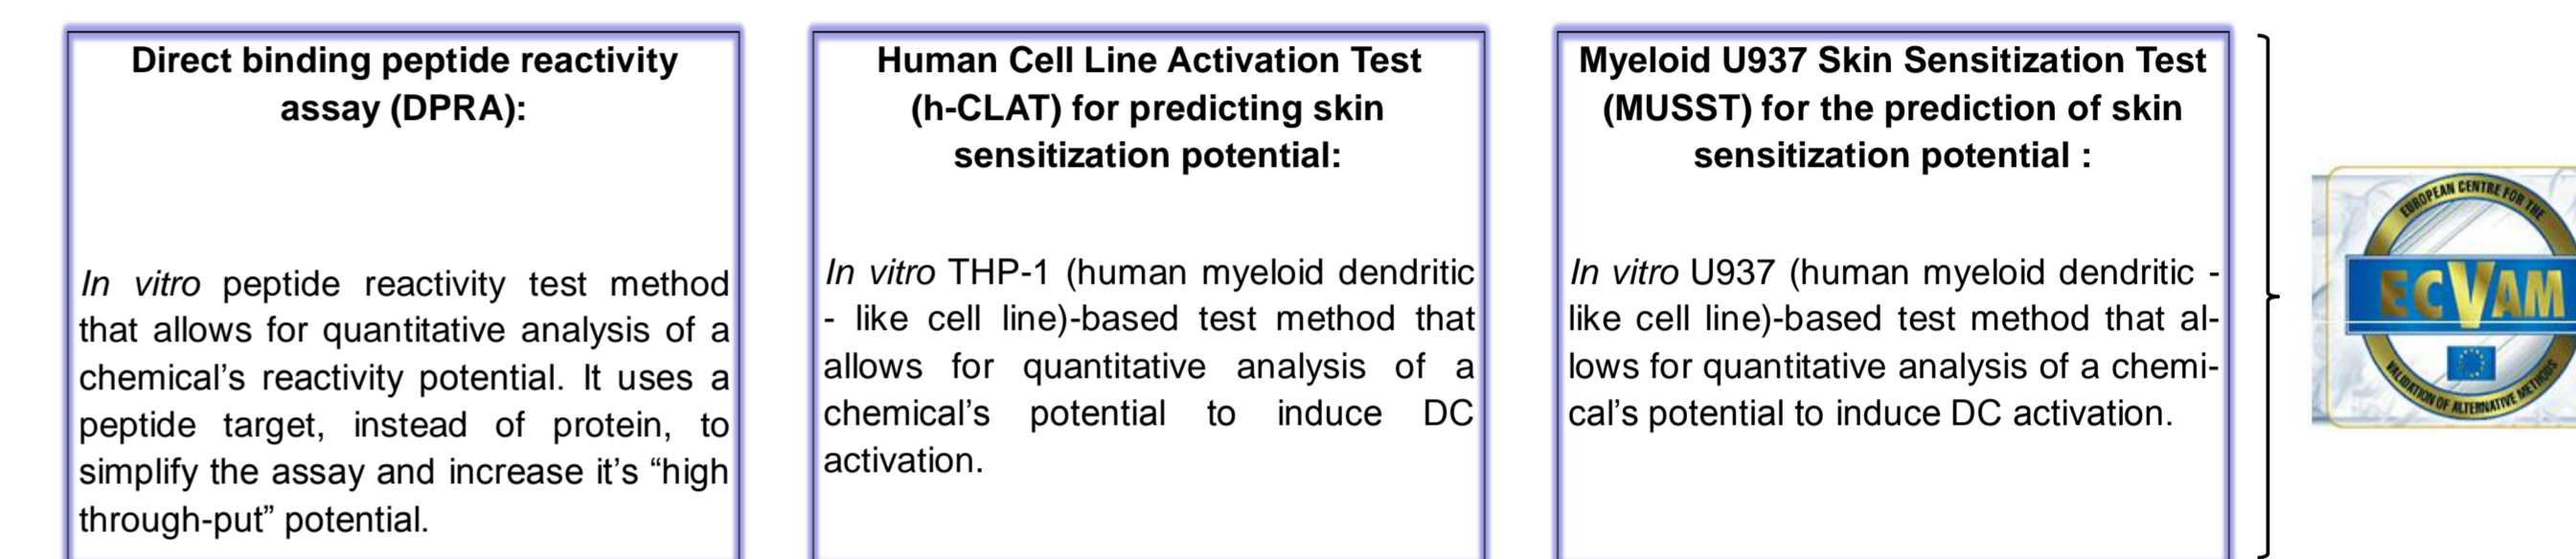 Direct binding peptide reactivity
assay (DPRA):
In vitro peptide reactivity test method
that allows for quantitative analysis of a
chemical’s reactivity potential. It uses a
peptide target, instead of protein, to
simplify the assay and increase it’s “high
through-put” potential.
Human Cell Line Activation Test
(h-CLAT) for predicting skin
sensitization potential:
In vitro THP-1 (human myeloid dendritic
- like cell line)-based test method that
allows for quantitative analysis of a
chemical’s potential to induce DC
activation.
Myeloid U937 Skin Sensitization Test
(MUSST) for the prediction of skin
sensitization potential :
In vitro U937 (human myeloid dendritic -
like cell line)-based test method that al-
lows for quantitative analysis of a chemi-
cal’s potential to induce DC activation.
EUROPEAN CENTRE FOR THE
ECVAM
VALIDATION OF ALTERNATIVE METHODS